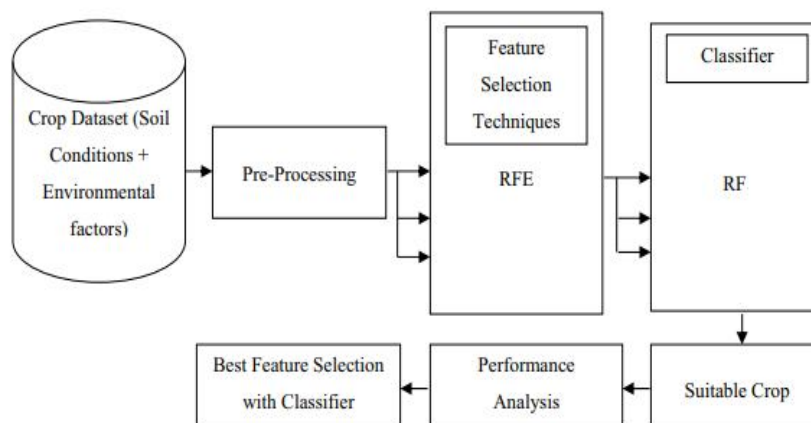 Crop Dataset (Soil
Conditions +
Environmental
factors)
Pre-Processing
Feature
Selection
Techniques
RFE
Classifier
RF
Suitable Crop
Performance
Analysis
Best Feature Selection
with Classifier